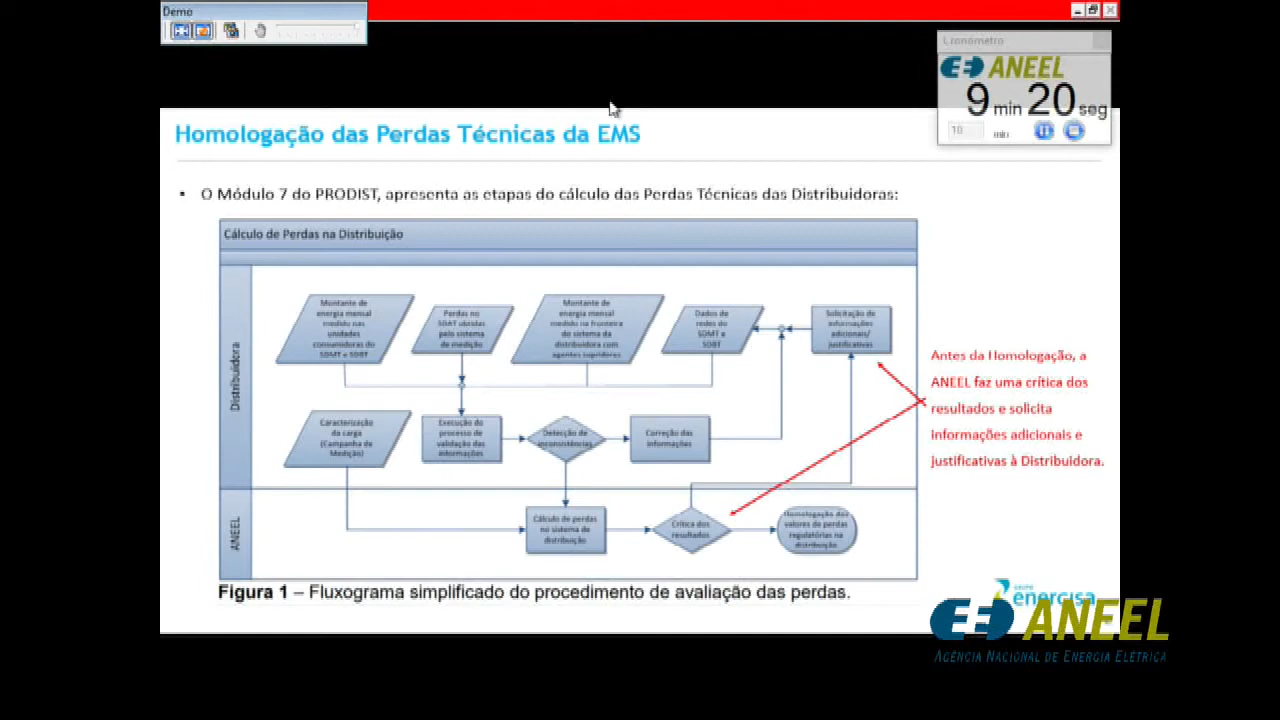 Demo
Cronômetro
ANEEL
9 min 20 seg
10 min
Homologação das Perdas Técnicas da EMS
• O Módulo 7 do PRODIST, apresenta as etapas do cálculo das Perdas Técnicas das Distribuidoras:
Cálculo de Perdas na Distribuição
Distribuidora
Montante de
energia mensal
medido nas
unidades
consumidoras do
SDMT e SDBT
Perdas no
SDAT obtidas
pelo sistema
de medição
Montante de
energia mensal
medido na fronteira
do sistema da
distribuidora com
agentes supridores
Dados de
redes do
SDMT e
SDBT
Solicitação de
informações
adicionais/
justificativas
Caracterização
da carga
(Campanha de
Medição)
Execução do
processo de
validação das
informações
Detecção de
inconsistências
Correção das
informações
Antes da Homologação, a
ANEEL faz uma crítica dos
resultados e solicita
informações adicionais e
justificativas à Distribuidora.
ANEEL
Cálculo de perdas
no sistema de
distribuição
Crítica dos
resultados
Homologação dos
valores de perdas
regulatórias na
distribuição
Figura 1 – Fluxograma simplificado do procedimento de avaliação das perdas.
energisa
ANEEL
AGÊNCIA NACIONAL DE ENERGIA ELÉTRICA